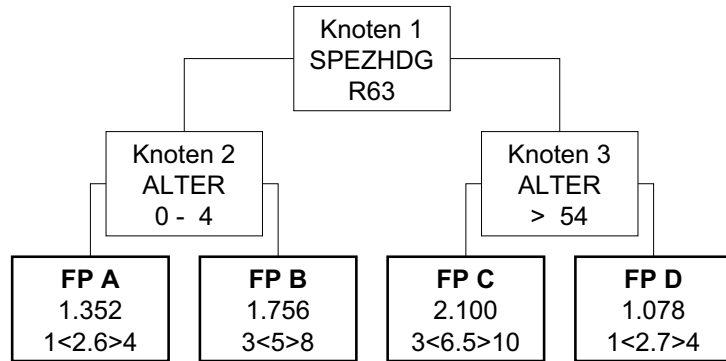 Knoten 1
SPEZHDG
R63
Knoten 2
ALTER
0 - 4
Knoten 3
ALTER
> 54
FP A
1.352
1<2.6>4
FP B
1.756
3<5>8
FP C
2.100
3<6.5>10
FP D
1.078
1<2.7>4